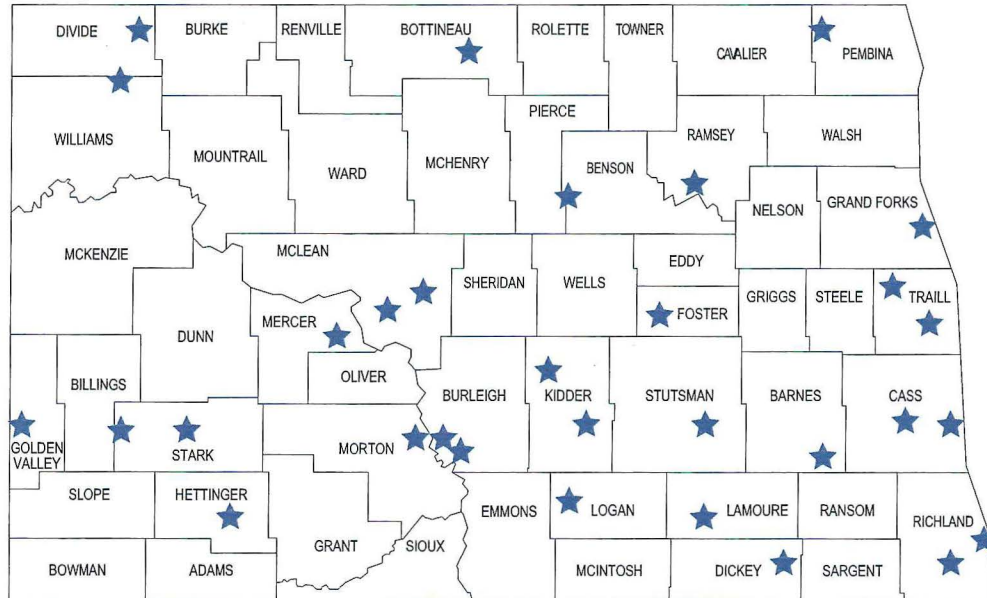 DIVIDE
BURKE
RENVILLE
BOTTINEAU
ROLETTE
TOWNER
CAVALIER
PEMBINA
WILLIAMS
MOUNTRAIL
WARD
MCHENRY
PIERCE
BENSON
RAMSEY
WALSH
NELSON
GRAND FORKS
MCKENZIE
MCLEAN
SHERIDAN
WELLS
EDDY
FOSTER
GRIGGS
STEELE
TRAILL
DUNN
MERCER
OLIVER
BILLINGS
BURLEIGH
KIDDER
STUTSMAN
BARNES
CASS
GOLDEN
VALLEY
STARK
MORTON
SLOPE
HETTINGER
EMMONS
LOGAN
LAMOURE
RANSOM
RICHLAND
BOWMAN
ADAMS
GRANT
SIOUX
MCINTOSH
DICKEY
SARGENT